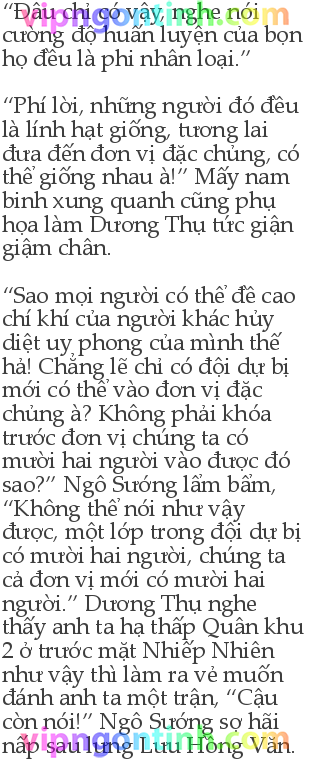 “Đâu chỉ có vậy, nghe nói
cường độ huấn luyện của bọn
họ đều là phi nhân loại.”
“Phí lời, những người đó đều
là lính hạt giống, tương lai
đưa đến đơn vị đặc chủng, có
thể giống nhau à!” Mấy nam
binh xung quanh cũng phụ
họa làm Dương Thụ tức giận
giậm chân.
“Sao mọi người có thể đề cao
chí khí của người khác hủy
diệt uy phong của mình thế
hả! Chẳng lẽ chỉ có đội dự bị
mới có thể vào đơn vị đặc
chủng à? Không phải khóa
trước đơn vị chúng ta có
mười hai người vào được đó
sao?” Ngô Sướng lẩm bẩm,
“Không thể nói như vậy
được, một lớp trong đội dự bị
có mười hai người, chúng ta
cả đơn vị mới có mười hai
người.” Dương Thụ nghe
thấy anh ta hạ thấp Quân khu
2 ở trước mặt Nhiếp Nhiên
như vậy thì làm ra vẻ muốn
đánh anh ta một trận, “Cậu
còn nói!” Ngô Sướng sợ hãi
nấp sau lưng Lưu Hồng Văn.
vipngontinh.com
vipngontinh.com